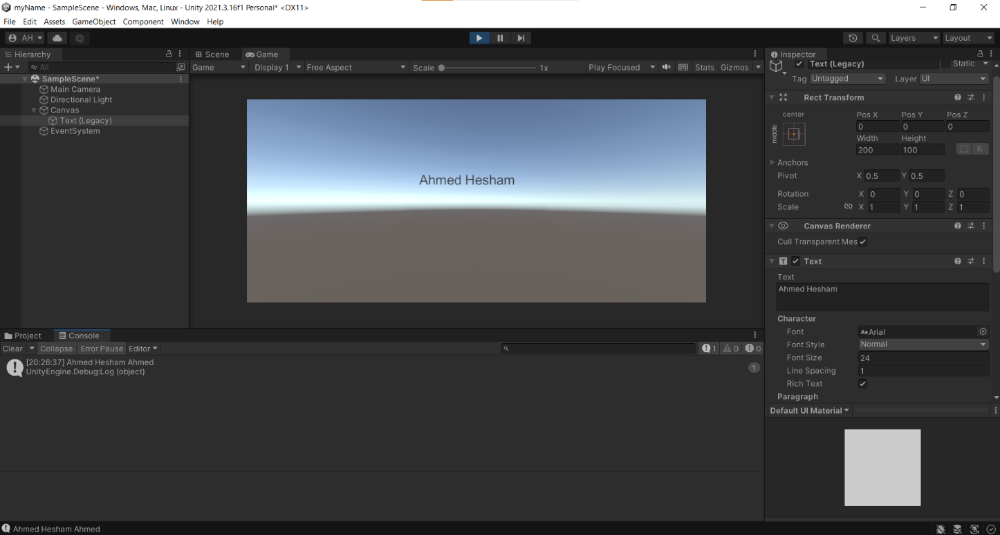 myName - SampleScene - Windows, Mac, Linux - Unity 2021.3.16f1 Personal* <DX11>
File Edit Assets GameObject Component Window Help
AH Layers Layout
Hierarchy
All
SampleScene*
Main Camera
Directional Light
Canvas
Text (Legacy)
EventSystem
Scene Game
Game Display 1 Free Aspect Scale 1x Play Focused Stats Gizmos
Ahmed Hesham
Inspector
Text (Legacy) Static
Tag Untagged Layer UI
Rect Transform
center
middle
Pos X Pos Y Pos Z
0 0 0
Width Height
200 100 R
Anchors
Pivot X 0.5 Y 0.5
Rotation X 0 Y 0 Z 0
Scale X 1 Y 1 Z 1
Canvas Renderer
Cull Transparent Mes
T Text
Text
Ahmed Hesham
Character
Font Aa Arial
Font Style Normal
Font Size 24
Line Spacing 1
Rich Text
Paragraph
Default UI Material
Project Console
Clear Collapse Error Pause Editor 1 0 0
[20:26:37] Ahmed Hesham Ahmed
UnityEngine.Debug:Log (object)
1
Ahmed Hesham Ahmed